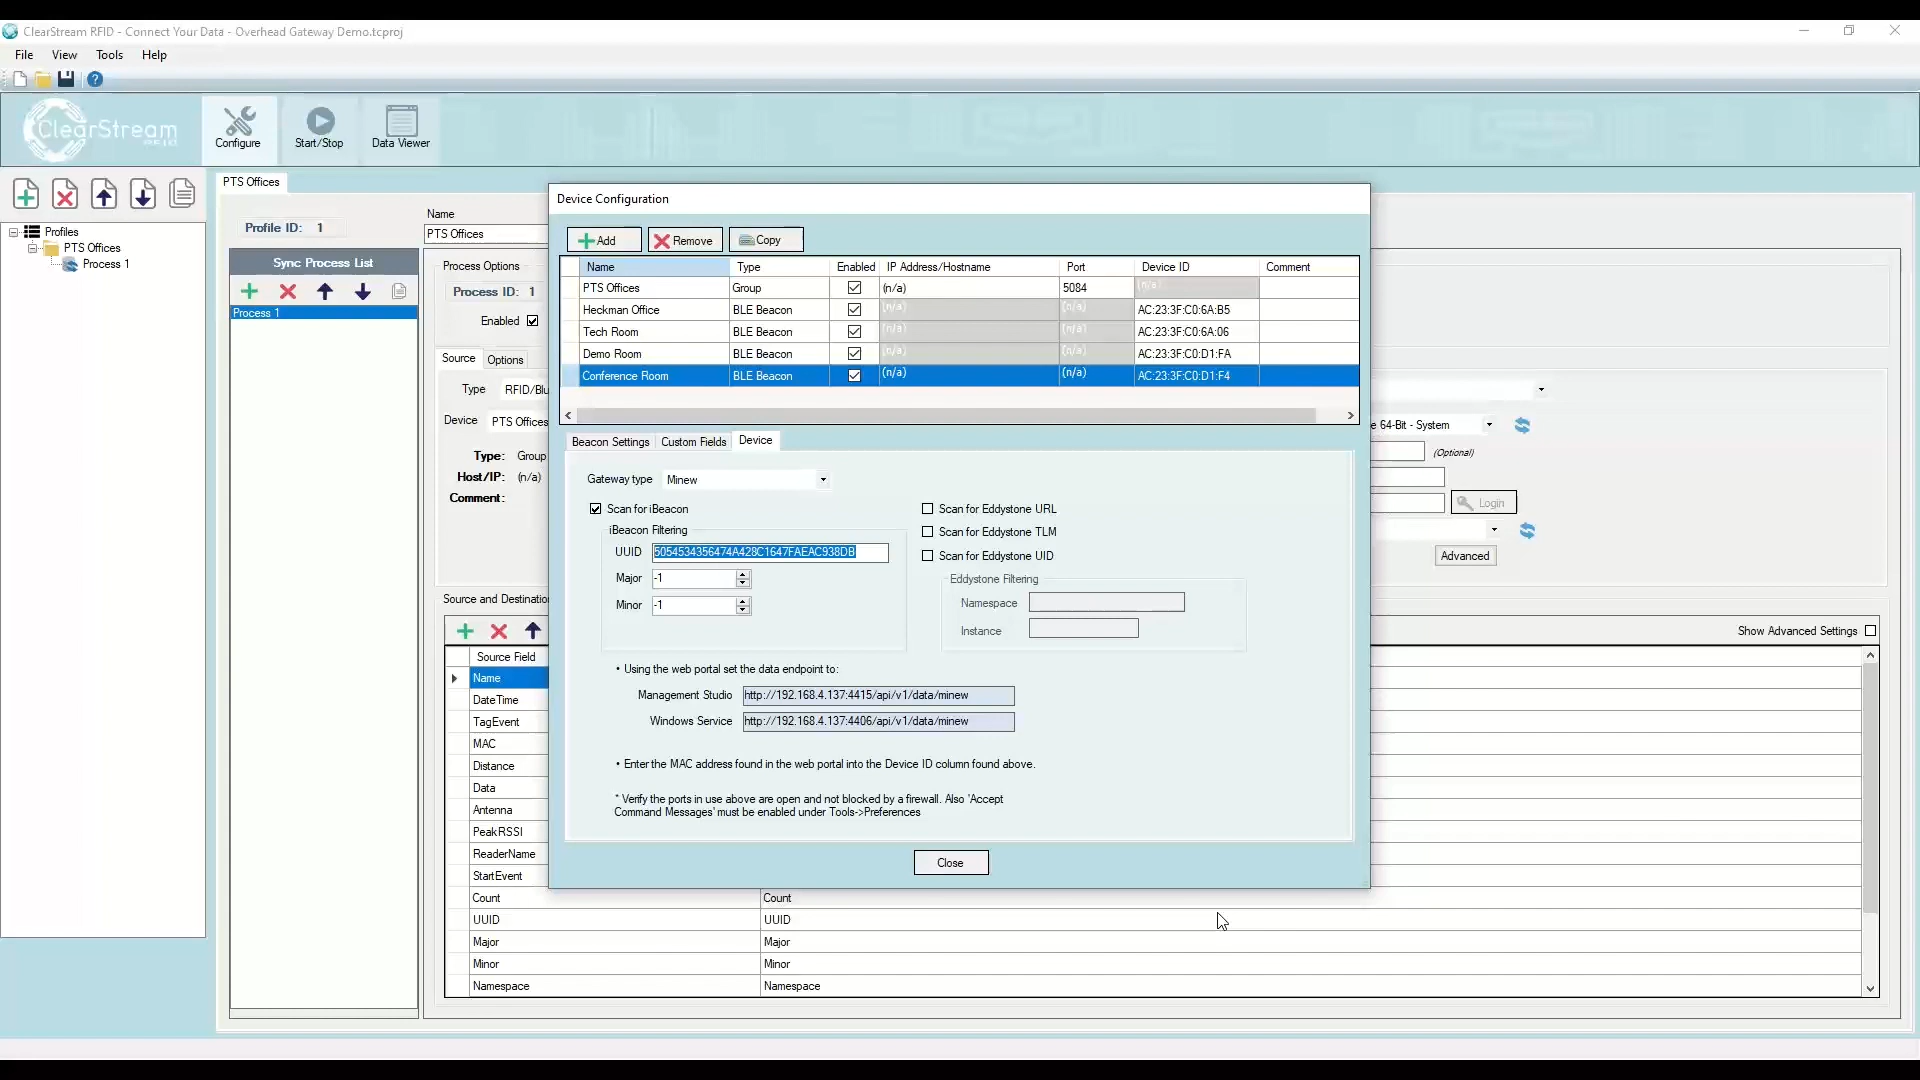 ClearStream RFID - Connect Your Data - Overhead Gateway Demo.tcproj
File View Tools Help
ClearStream
Configure Start/Stop Data Viewer
PTS Offices
Profiles
PTS Offices
Process 1
Profile ID: 1
Name
PTS Offices
Sync Process List
Process 1
Process Options
Process ID: 1
Enabled
Source Options
Type RFID/Blu
Device PTS Offices
Type: Group
Host/IP: (n/a)
Comment:
Device Configuration
Add Remove Copy
Name Type Enabled IP Address/Hostname Port Device ID Comment
PTS Offices Group (n/a) 5084 (n/a)
Heckman Office BLE Beacon (n/a) (n/a) AC:23:3F:C0:6A:B5
Tech Room BLE Beacon (n/a) (n/a) AC:23:3F:C0:6A:06
Demo Room BLE Beacon (n/a) (n/a) AC:23:3F:C0:D1:FA
Conference Room BLE Beacon (n/a) (n/a) AC:23:3F:C0:D1:F4
Beacon Settings Custom Fields Device
Gateway type Minew
Scan for iBeacon
iBeacon Filtering
UUID 5054534356474A428C1647FAEAC938DB
Major -1
Minor -1
Scan for Eddystone URL
Scan for Eddystone TLM
Scan for Eddystone UID
Eddystone Filtering
Namespace
Instance
• Using the web portal set the data endpoint to:
Management Studio http://192.168.4.137:4415/api/v1/data/minew
Windows Service http://192.168.4.137:4406/api/v1/data/minew
• Enter the MAC address found in the web portal into the Device ID column found above.
* Verify the ports in use above are open and not blocked by a firewall. Also 'Accept
Command Messages' must be enabled under Tools->Preferences
Close
e 64-Bit - System
(Optional)
Login
Advanced
Source and Destinatio
Show Advanced Settings
Source Field
Name
DateTime
TagEvent
MAC
Distance
Data
Antenna
PeakRSSI
ReaderName
StartEvent
Count Count
UUID UUID
Major Major
Minor Minor
Namespace Namespace